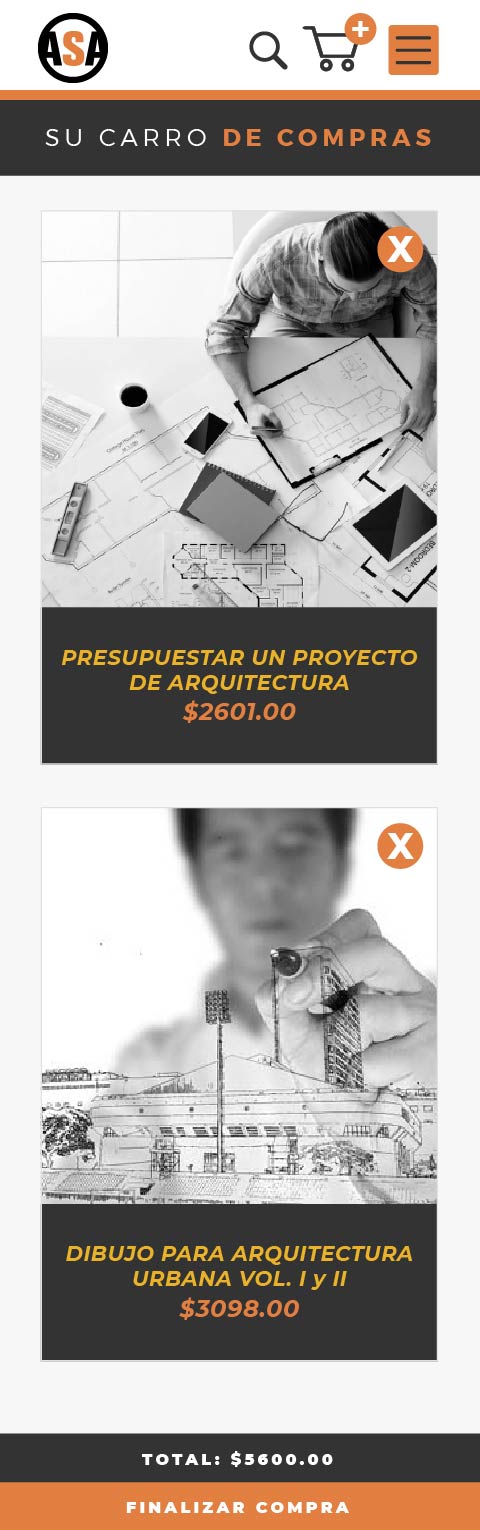 ASA
SU CARRO DE COMPRAS
X
PRESUPUESTAR UN PROYECTO
DE ARQUITECTURA
$2601.00
X
DIBUJO PARA ARQUITECTURA
URBANA VOL. I y II
$3098.00
TOTAL: $5600.00
FINALIZAR COMPRA